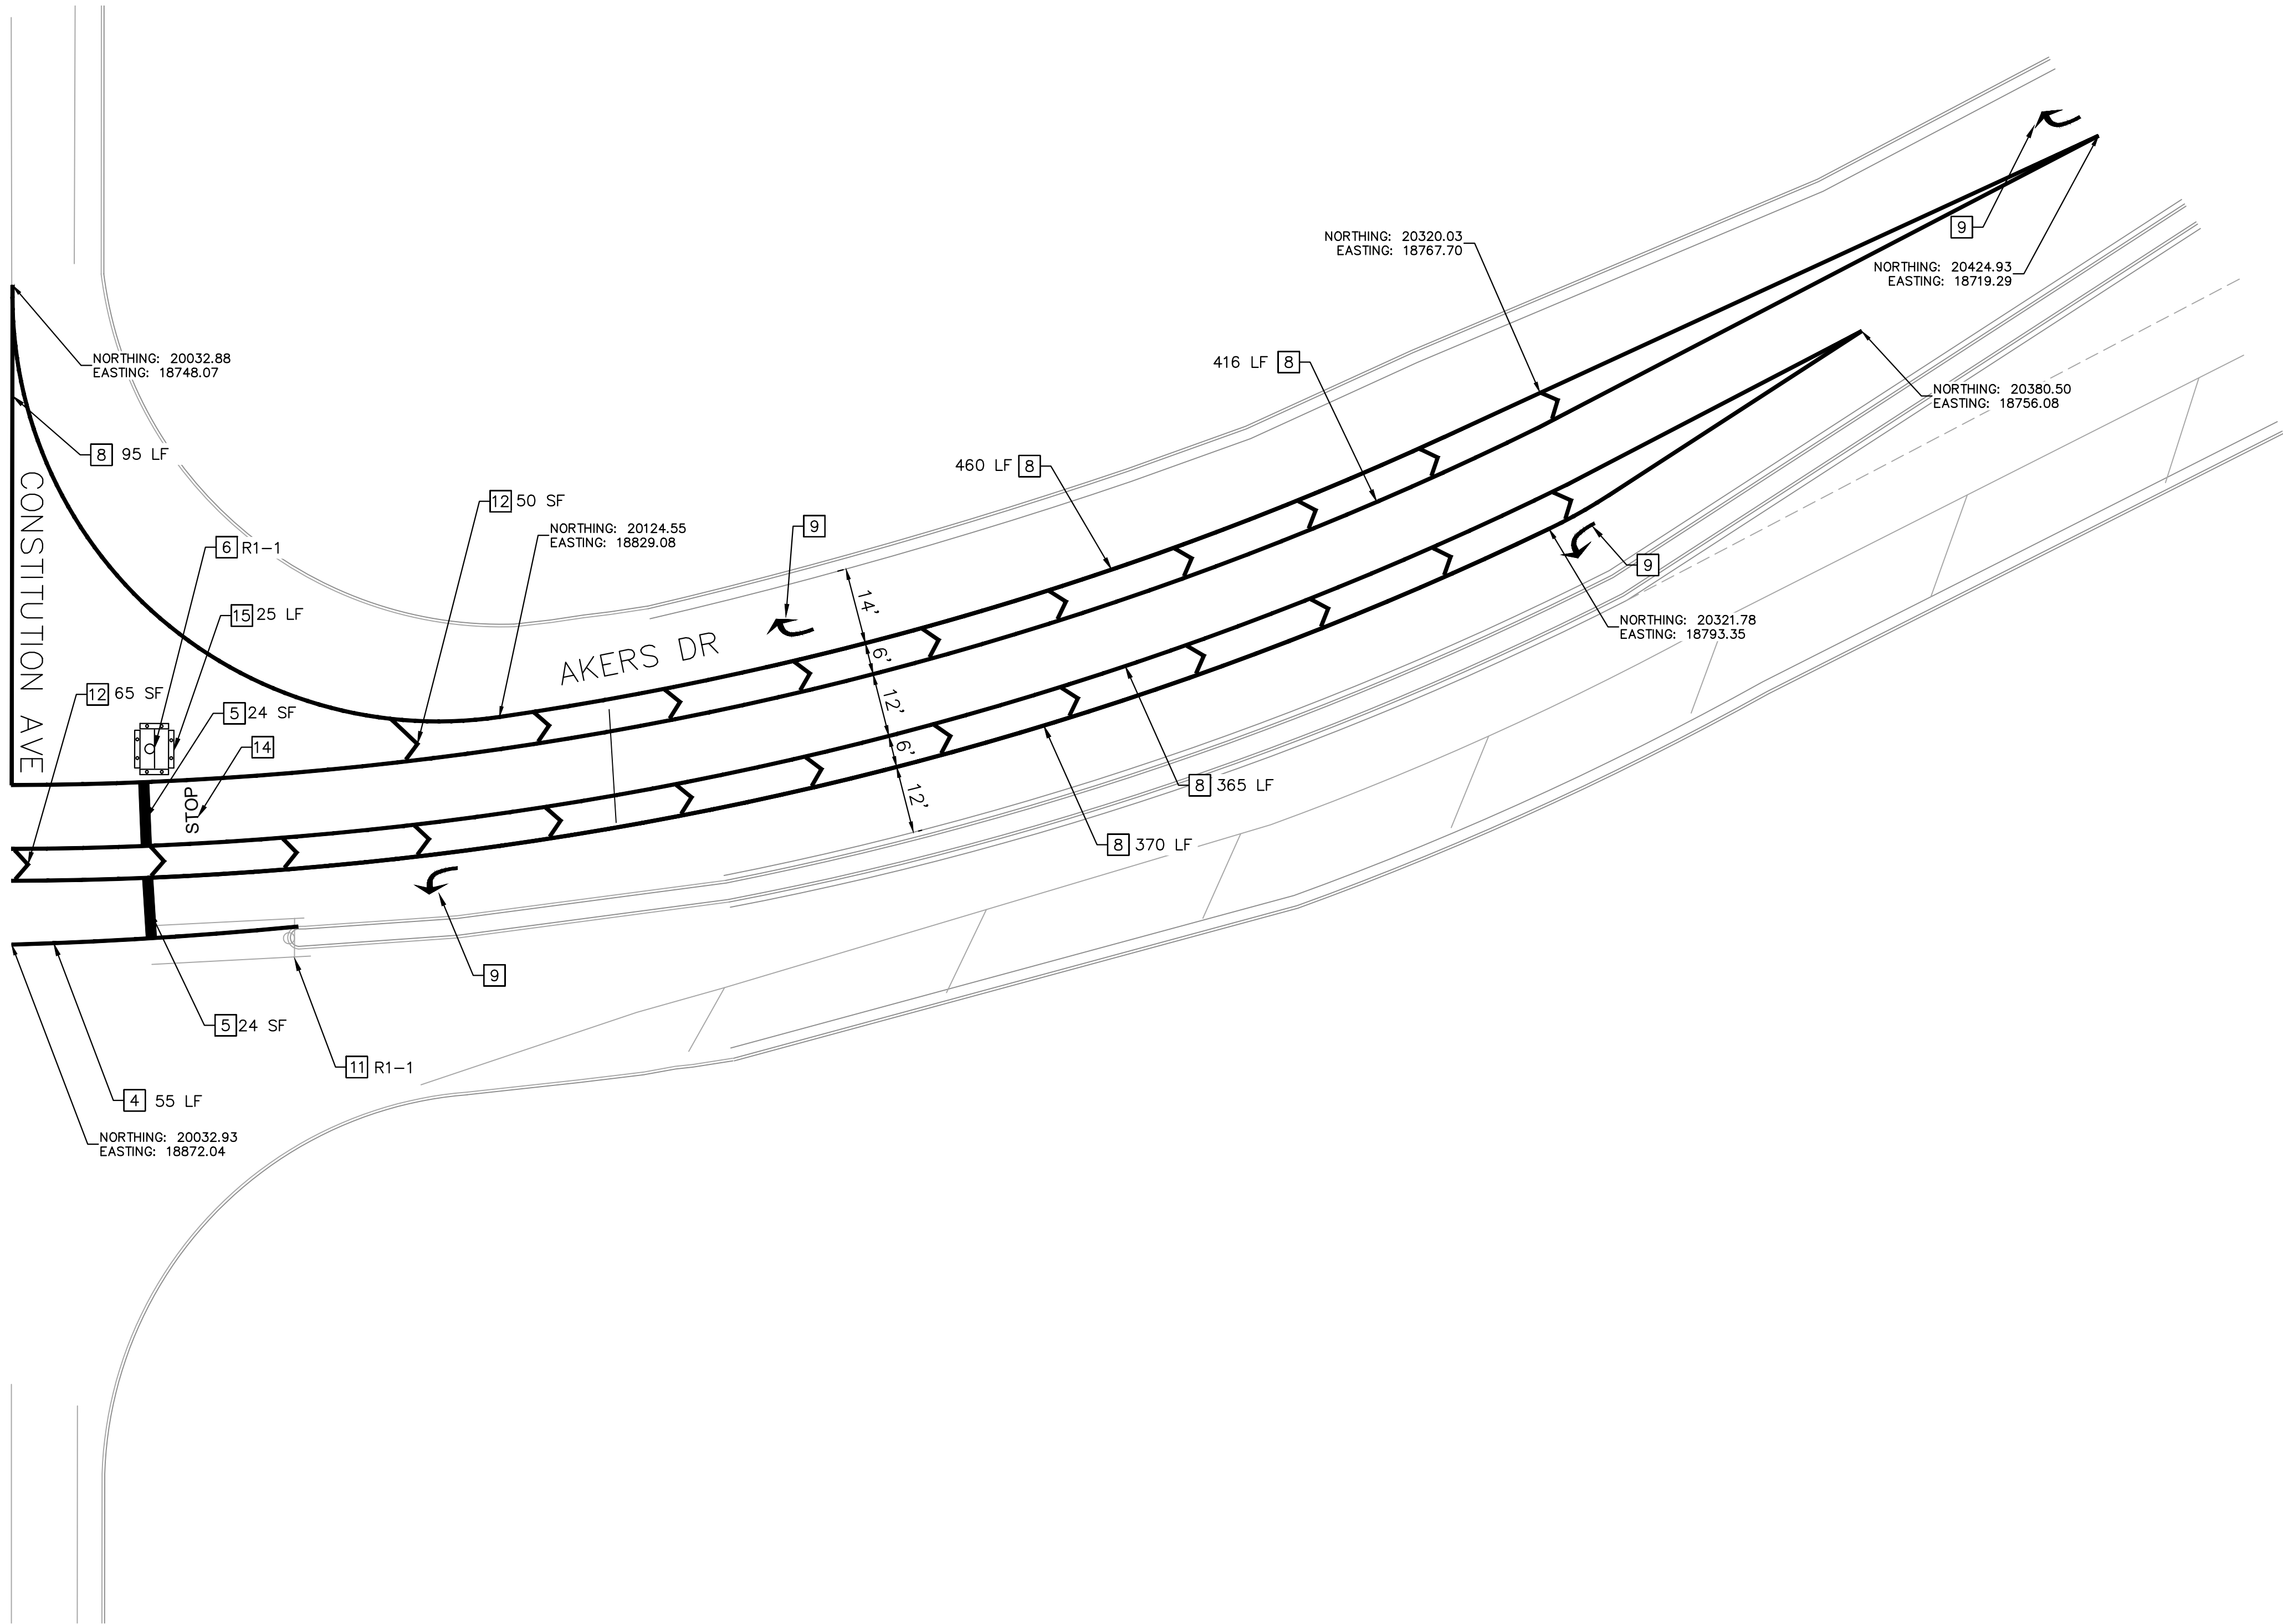 NORTHING: 20320.03
EASTING: 18767.70
9
NORTHING: 20424.93
EASTING: 18719.29
NORTHING: 20032.88
EASTING: 18748.07
416 LF 8
NORTHING: 20380.50
EASTING: 18756.08
8 95 LF
460 LF 8
CONSTITUTION AVE
12 50 SF
NORTHING: 20124.55
EASTING: 18829.08
9
6 R1-1
9
14'
15 25 LF
NORTHING: 20321.78
EASTING: 18793.35
AKERS DR
6'
12 65 SF
5 24 SF
12'
14
6'
STOP
12'
8 365 LF
8 370 LF
9
5 24 SF
11 R1-1
4 55 LF
NORTHING: 20032.93
EASTING: 18872.04